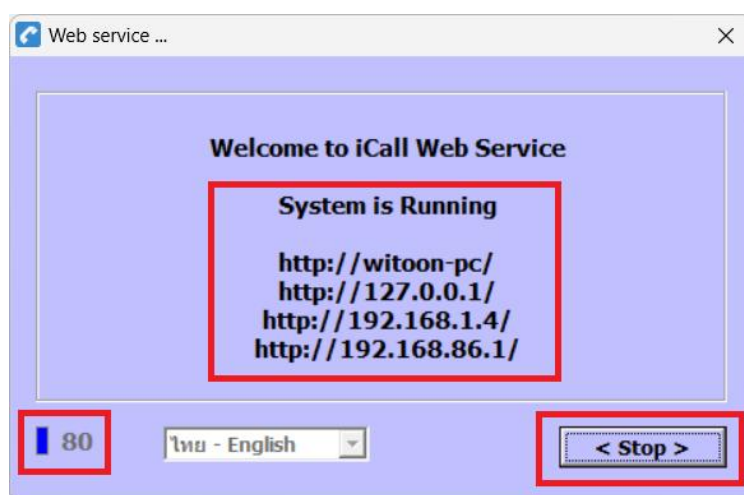 Web service ...
Welcome to iCall Web Service
System is Running
http://witoon-pc/
http://127.0.0.1/
http://192.168.1.4/
http://192.168.86.1/
80
ไทย - English
< Stop >